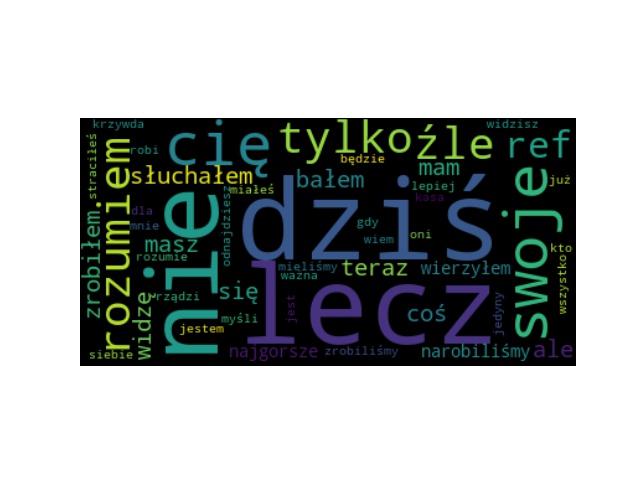 krzywda
widzisz
straciłeś
robi
cię
tylko
źle
ref
będzie
rozumiem
słuchałem
mam
bałem
lepiej
już
miałeś
kasa
dziś
swoje
nie
dla
mnie
zrobiłem
odnajdziesz
gdy
wiem
oni
masz
rozumie
kto
wszystko
mieliśmy
ważna
teraz
wierzyłem
lecz
widzę
rządzi
się
jest
coś
jedyny
myśli
jestem
siebie
najgorsze
zrobiliśmy
narobiliśmy
ale